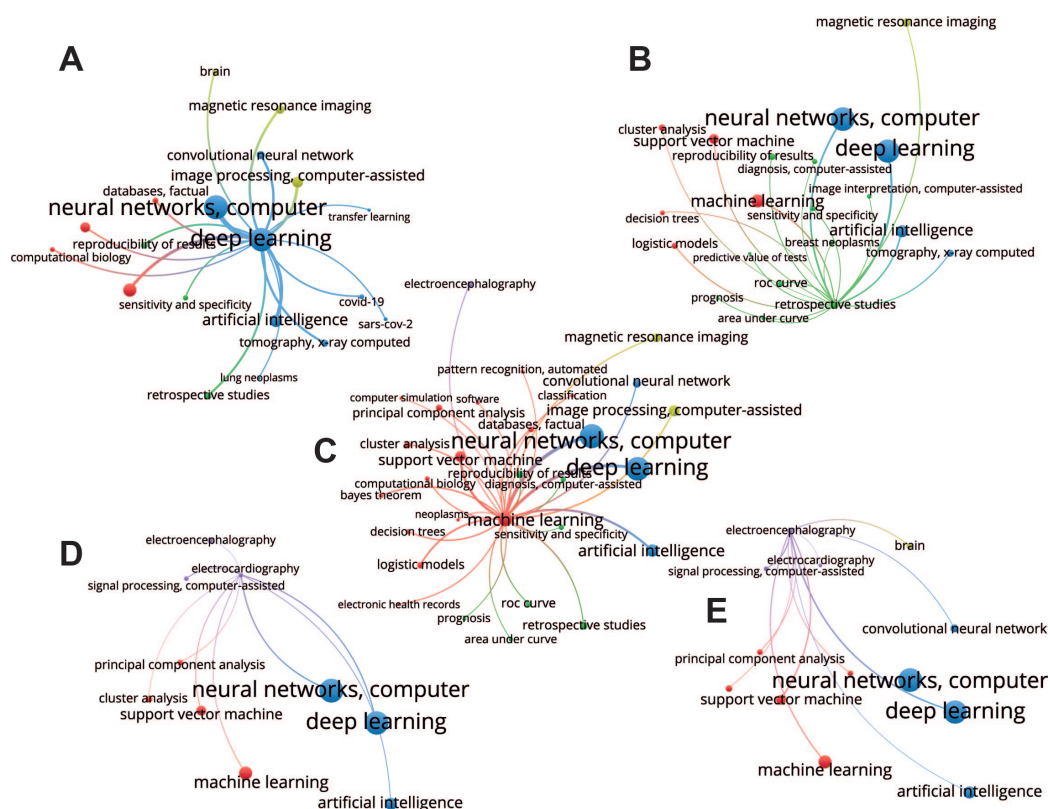 A
brain
magnetic resonance imaging
convolutional neural network
image processing, computer-assisted
databases, factual
neural networks, computer
transfer learning
reproducibility of results
deep learning
computational biology
sensitivity and specificity
covid-19
artificial intelligence
sars-cov-2
tomography, x-ray computed
lung neoplasms
retrospective studies
B
magnetic resonance imaging
neural networks, computer
cluster analysis
support vector machine
deep learning
reproducibility of results
diagnosis, computer-assisted
image interpretation, computer-assisted
machine learning
sensitivity and specificity
decision trees
artificial intelligence
logistic models
breast neoplasms
tomography, x-ray computed
predictive value of tests
roc curve
prognosis
retrospective studies
area under curve
C
electroencephalography
magnetic resonance imaging
pattern recognition, automated
convolutional neural network
computer simulation
software
classification
principal component analysis
image processing, computer-assisted
databases, factual
cluster analysis
neural networks, computer
support vector machine
deep learning
reproducibility of results
computational biology
diagnosis, computer-assisted
bayes theorem
neoplasms
machine learning
decision trees
sensitivity and specificity
artificial intelligence
logistic models
electronic health records
roc curve
prognosis
retrospective studies
area under curve
D
electroencephalography
electrocardiography
signal processing, computer-assisted
principal component analysis
neural networks, computer
cluster analysis
support vector machine
deep learning
machine learning
artificial intelligence
E
electroencephalography
brain
electrocardiography
signal processing, computer-assisted
convolutional neural network
principal component analysis
neural networks, computer
support vector machine
deep learning
machine learning
artificial intelligence